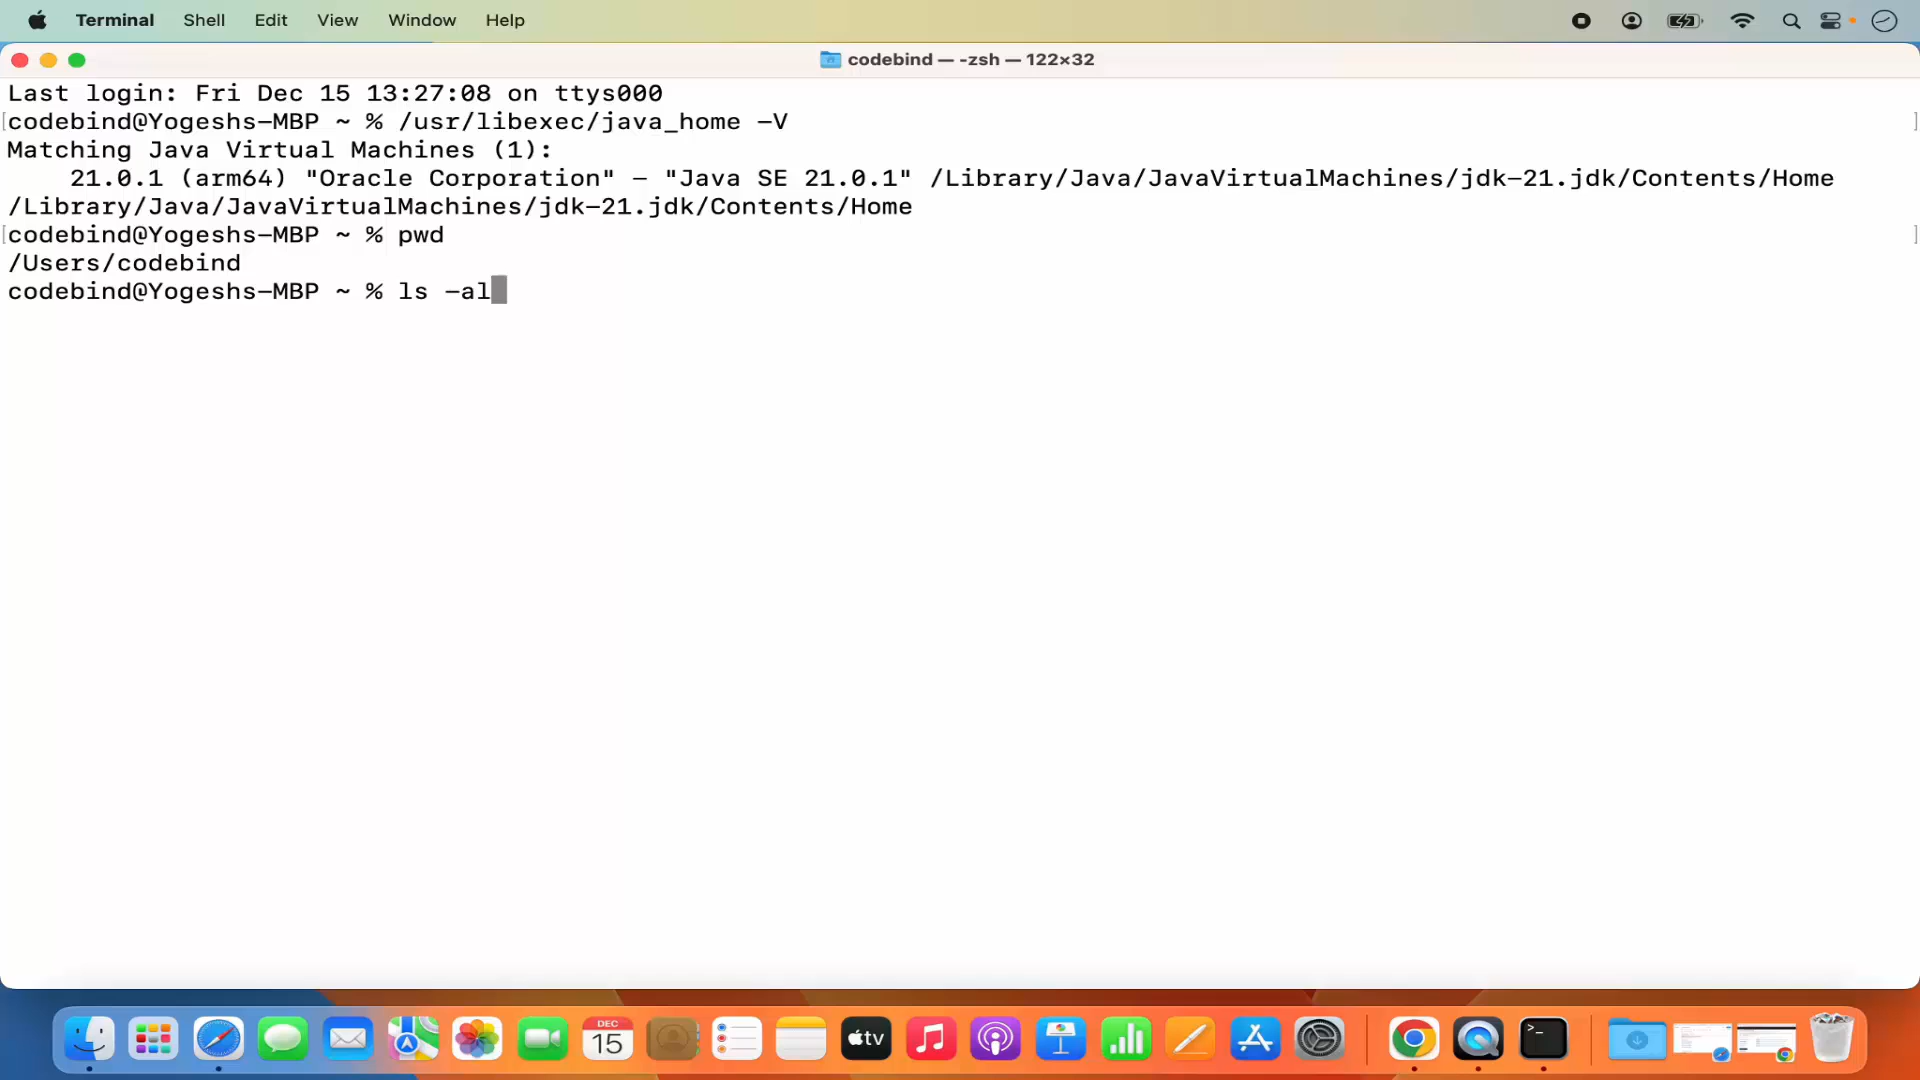 Terminal Shell Edit View Window Help
codebind — -zsh — 122×32
Last login: Fri Dec 15 13:27:08 on ttys000
[codebind@Yogeshs-MBP ~ % /usr/libexec/java_home -V ]
Matching Java Virtual Machines (1):
    21.0.1 (arm64) "Oracle Corporation" - "Java SE 21.0.1" /Library/Java/JavaVirtualMachines/jdk-21.jdk/Contents/Home
/Library/Java/JavaVirtualMachines/jdk-21.jdk/Contents/Home
[codebind@Yogeshs-MBP ~ % pwd ]
/Users/codebind
codebind@Yogeshs-MBP ~ % ls -al
DEC
15
tv
>_